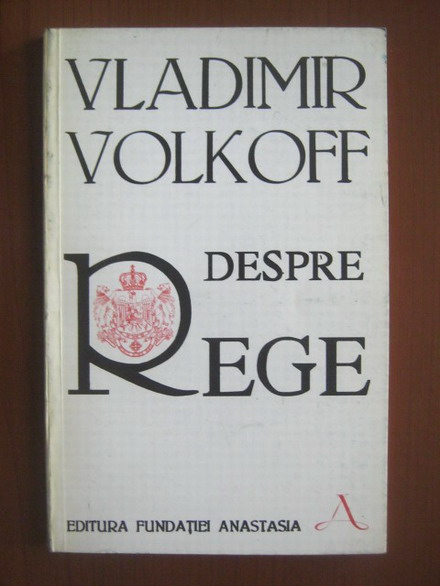 VLADIMIR
VOLKOFF
DESPRE
REGE
EDITURA FUNDAȚIEI ANASTASIA A